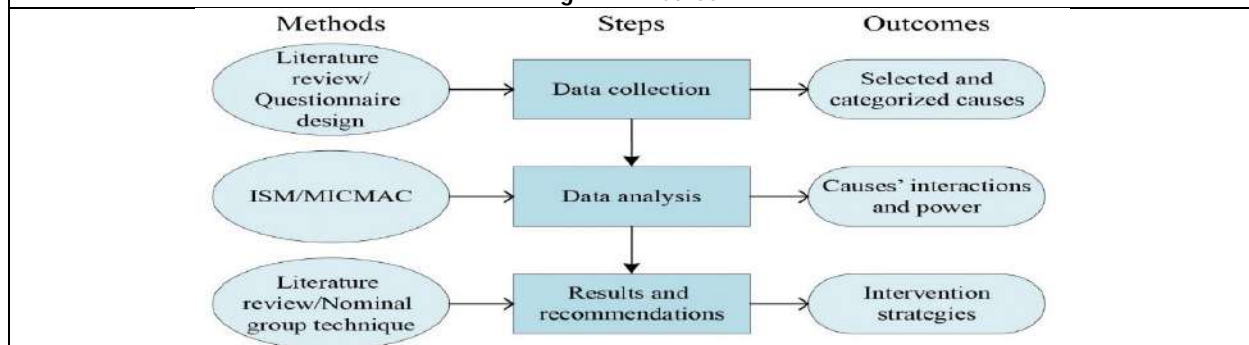 Methods
Steps
Outcomes
Literature
review/
Questionnaire
design
Data collection
Selected and
categorized causes
ISM/MICMAC
Data analysis
Causes' interactions
and power
Literature
review/Nominal
group technique
Results and
recommendations
Intervention
strategies